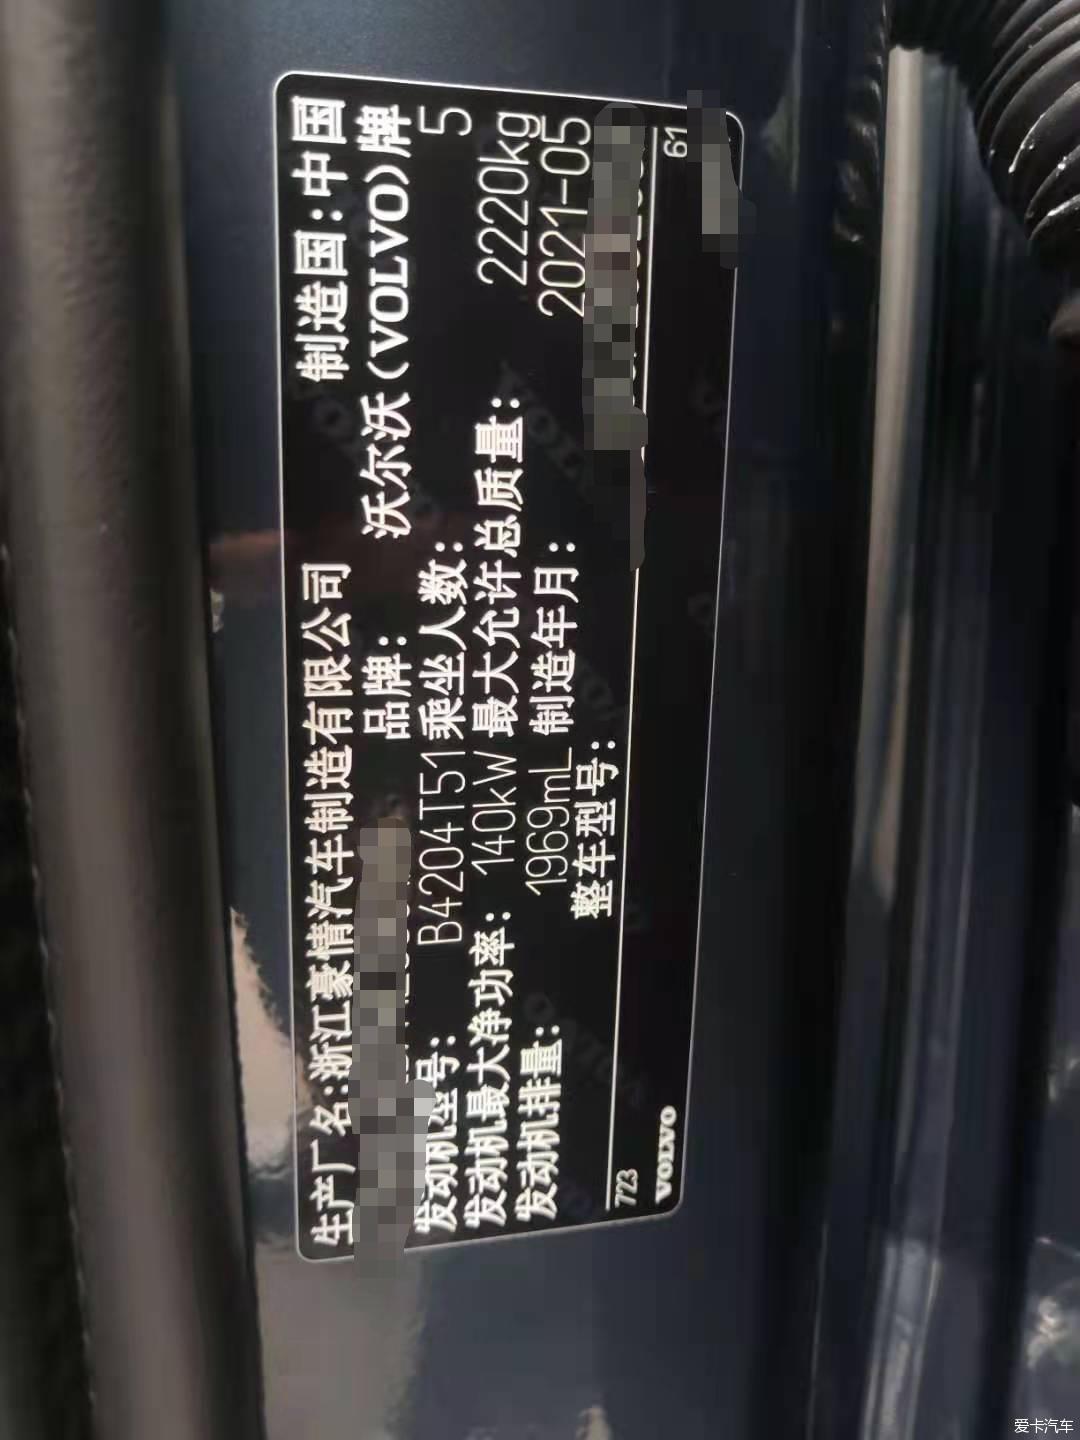 生产厂名:浙江豪情汽车制造有限公司 制造国:中国
品牌: 沃尔沃(VOLVO)牌
发动机型号: B4204T51 乘坐人数: 5
发动机最大净功率: 140kW 最大允许总质量: 2220kg
发动机排量: 1969mL 制造年月: 2021-05
整车型号:
723 61
VOLVO
爱卡汽车